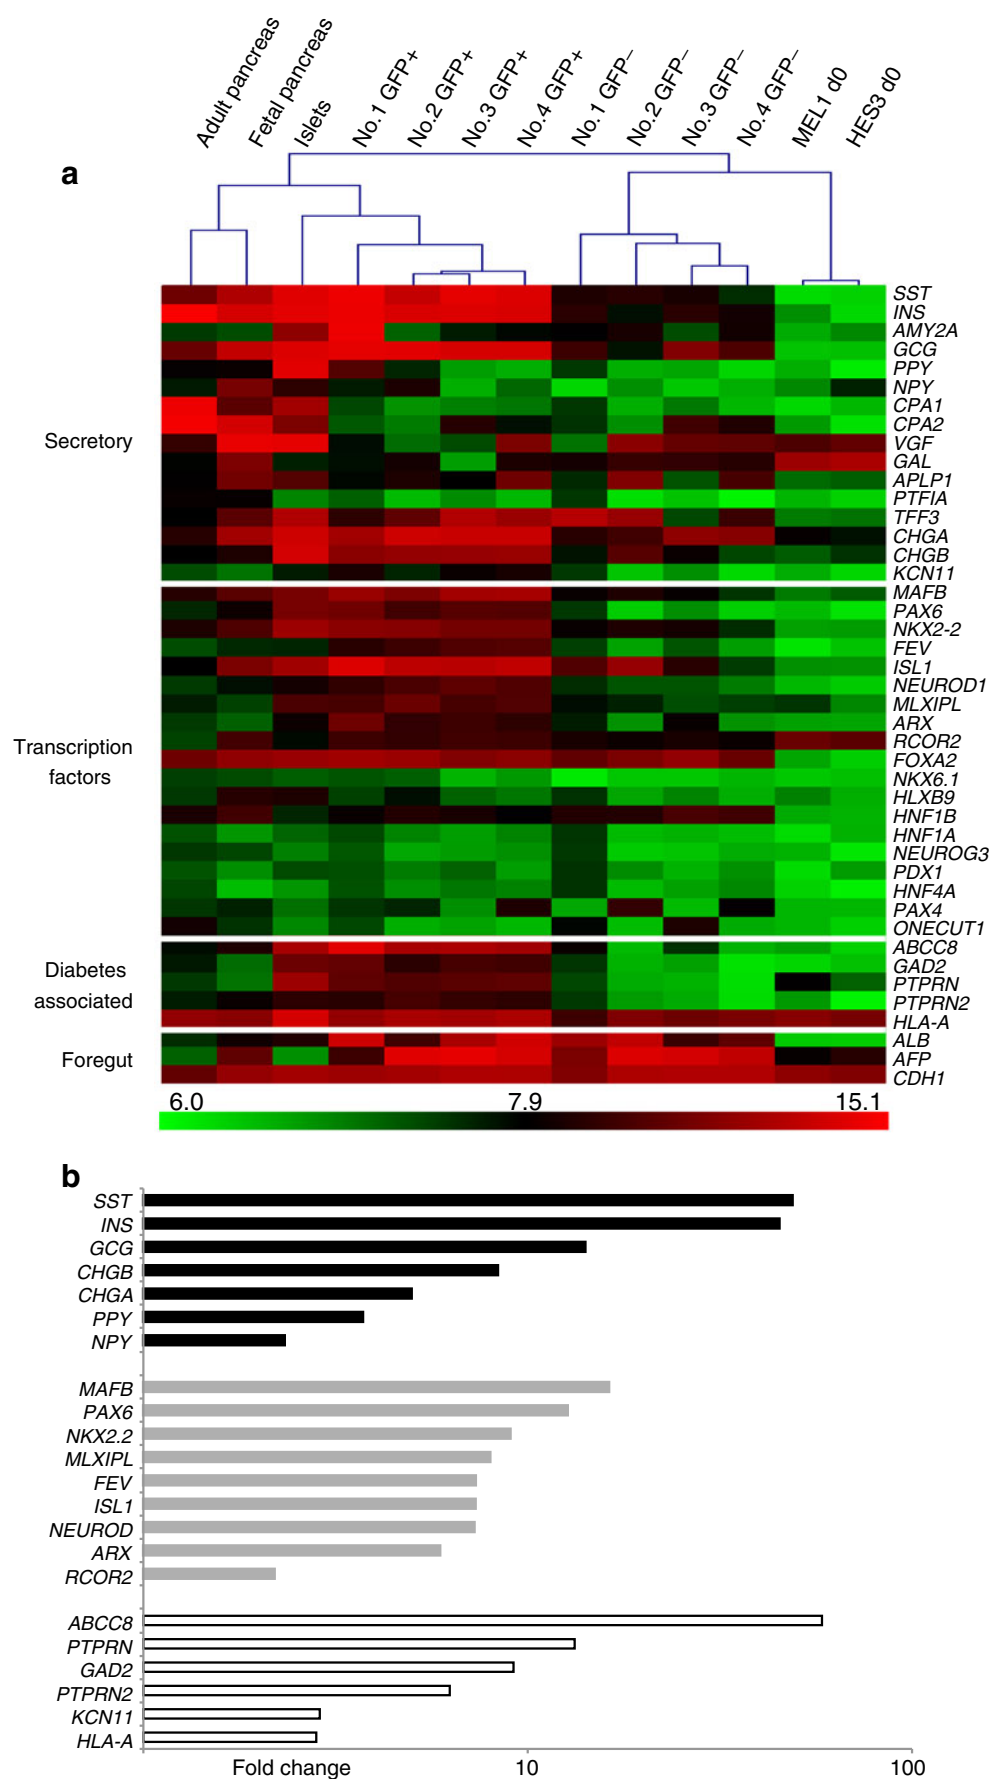 Adult pancreas
Fetal pancreas
Islets
No.1 GFP+
No.2 GFP+
No.3 GFP+
No.4 GFP+
No.1 GFP–
No.2 GFP–
No.3 GFP–
No.4 GFP–
MEL1 d0
HES3 d0
a
Secretory
SST
INS
AMY2A
GCG
PPY
NPY
CPA1
CPA2
VGF
GAL
APLP1
PTFIA
TFF3
CHGA
CHGB
KCN11
Transcription
factors
MAFB
PAX6
NKX2-2
FEV
ISL1
NEUROD1
MLXIPL
ARX
RCOR2
FOXA2
NKX6.1
HLXB9
HNF1B
HNF1A
NEUROG3
PDX1
HNF4A
PAX4
ONECUT1
Diabetes
associated
ABCC8
GAD2
PTPRN
PTPRN2
HLA-A
Foregut
ALB
AFP
CDH1
6.0 7.9 15.1
b
SST
INS
GCG
CHGB
CHGA
PPY
NPY
MAFB
PAX6
NKX2.2
MLXIPL
FEV
ISL1
NEUROD
ARX
RCOR2
ABCC8
PTPRN
GAD2
PTPRN2
KCN11
HLA-A
Fold change 10 100